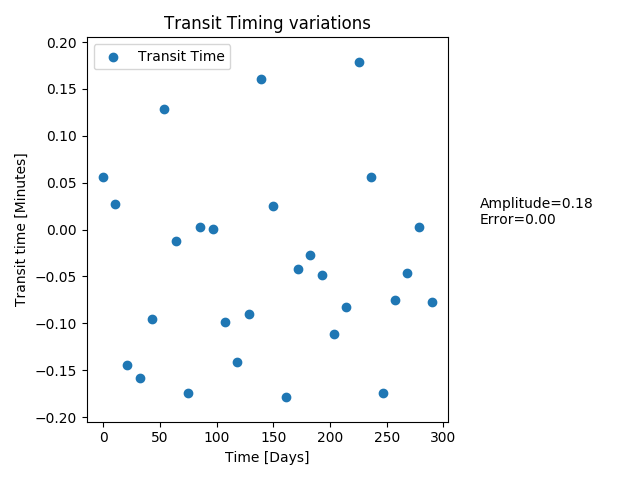 Transit Timing variations
Transit Time
0.20
0.15
0.10
0.05
0.00
−0.05
−0.10
−0.15
−0.20
Transit time [Minutes]
0
50
100
150
200
250
300
Time [Days]
Amplitude=0.18
Error=0.00